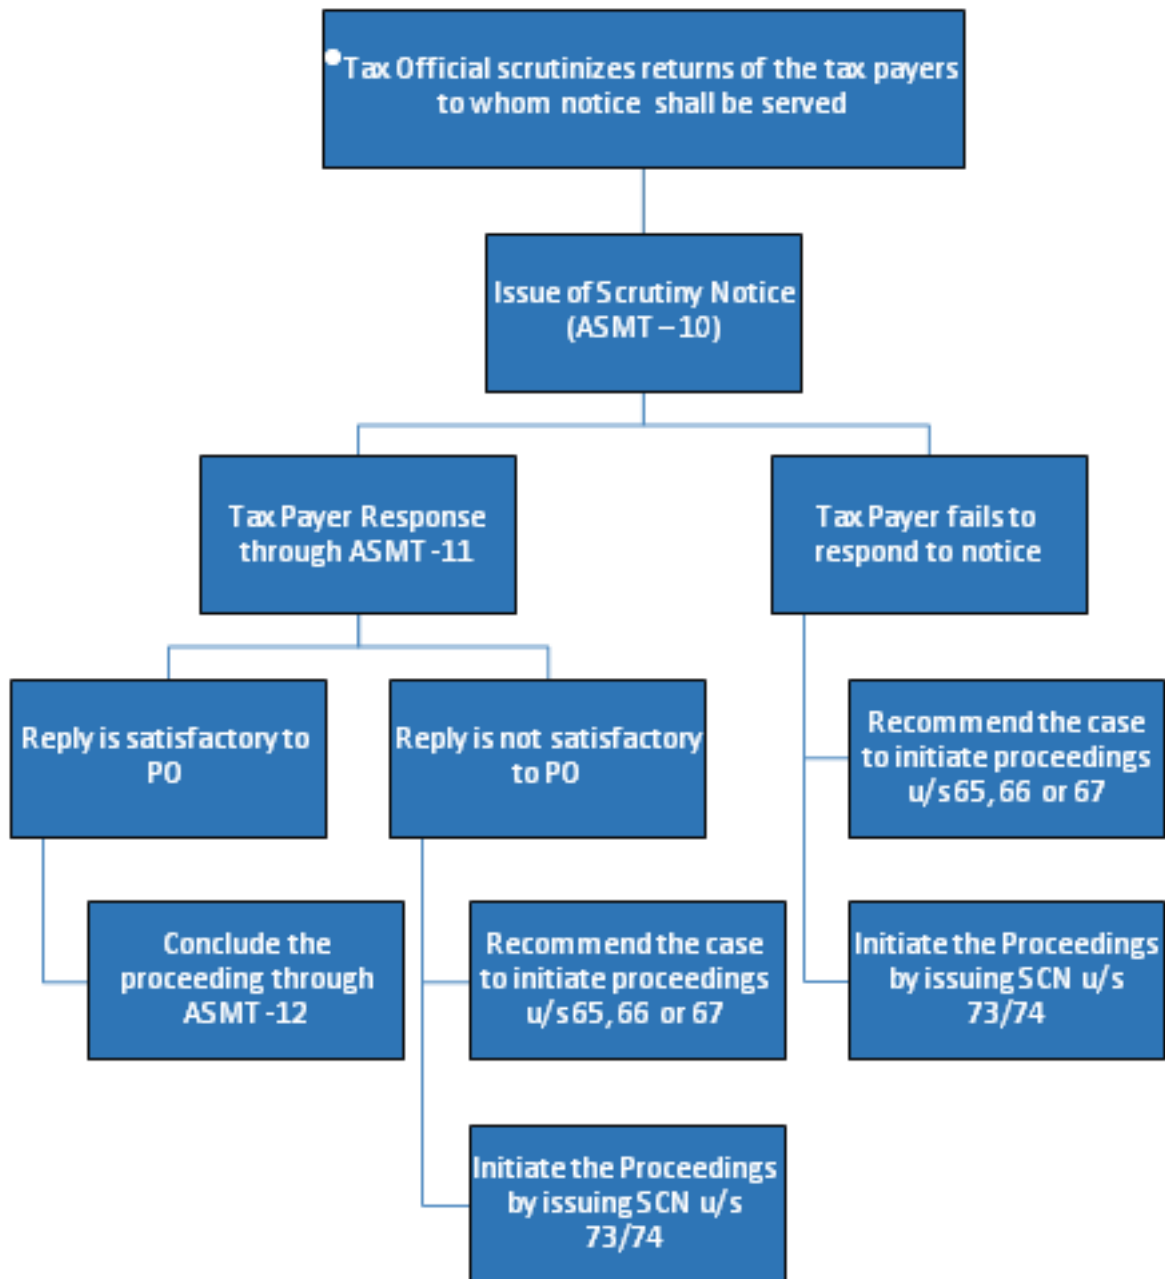 Tax Official scrutinizes returns of the tax payers
to whom notice shall be served
Issue of Scrutiny Notice
(ASMT – 10)
Tax Payer Response
through ASMT -11
Tax Payer fails to
respond to notice
Reply is satisfactory to
PO
Reply is not satisfactory
to PO
Recommend the case
to initiate proceedings
u/s 65, 66 or 67
Conclude the
proceeding through
ASMT -12
Recommend the case
to initiate proceedings
u/s 65, 66 or 67
Initiate the Proceedings
by issuing SCN u/s
73/74
Initiate the Proceedings
by issuing SCN u/s
73/74